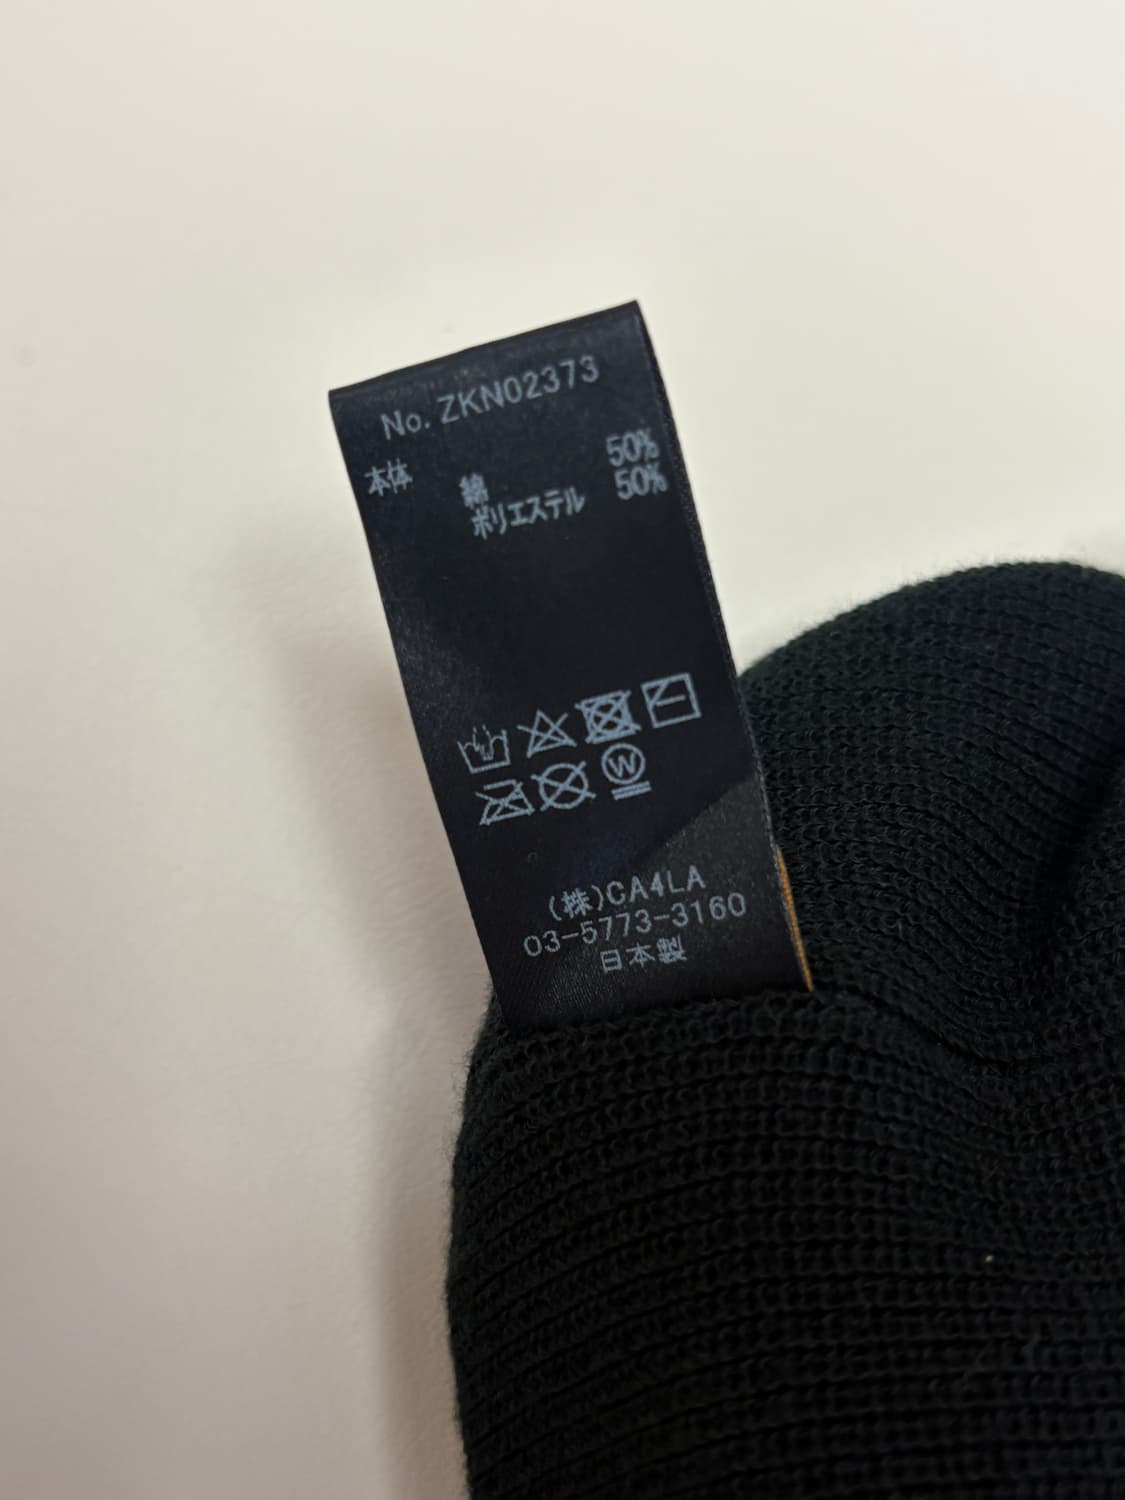 No. ZKN02373
本体 綿 50%
ポリエステル 50%
W
(株)CA4LA
03-5773-3160
日本製